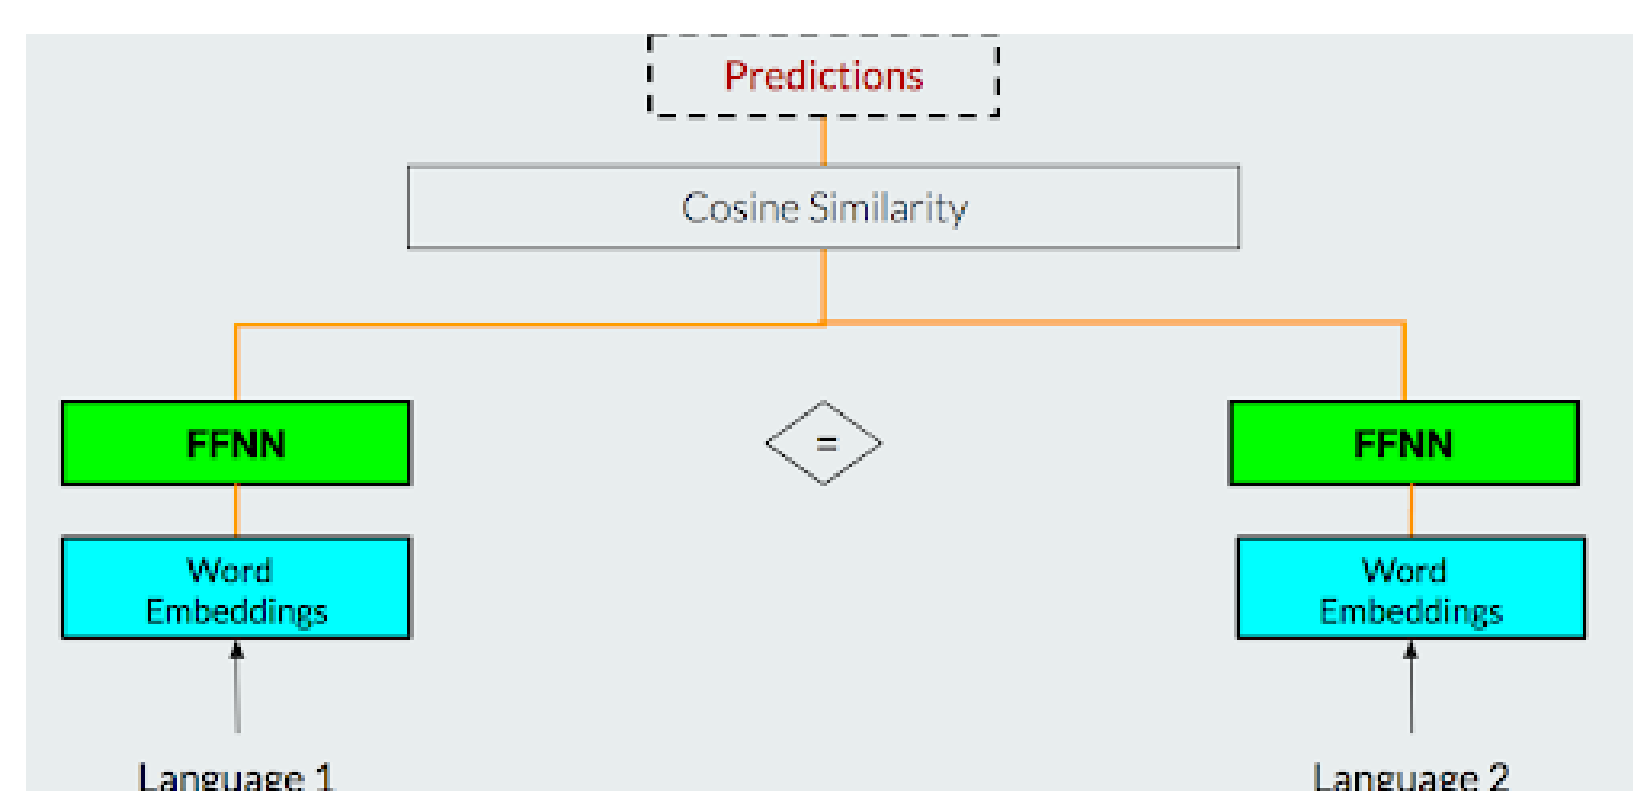 Predictions
Cosine Similarity
FFNN
=
FFNN
Word
Embeddings
Word
Embeddings
Language 1
Language 2